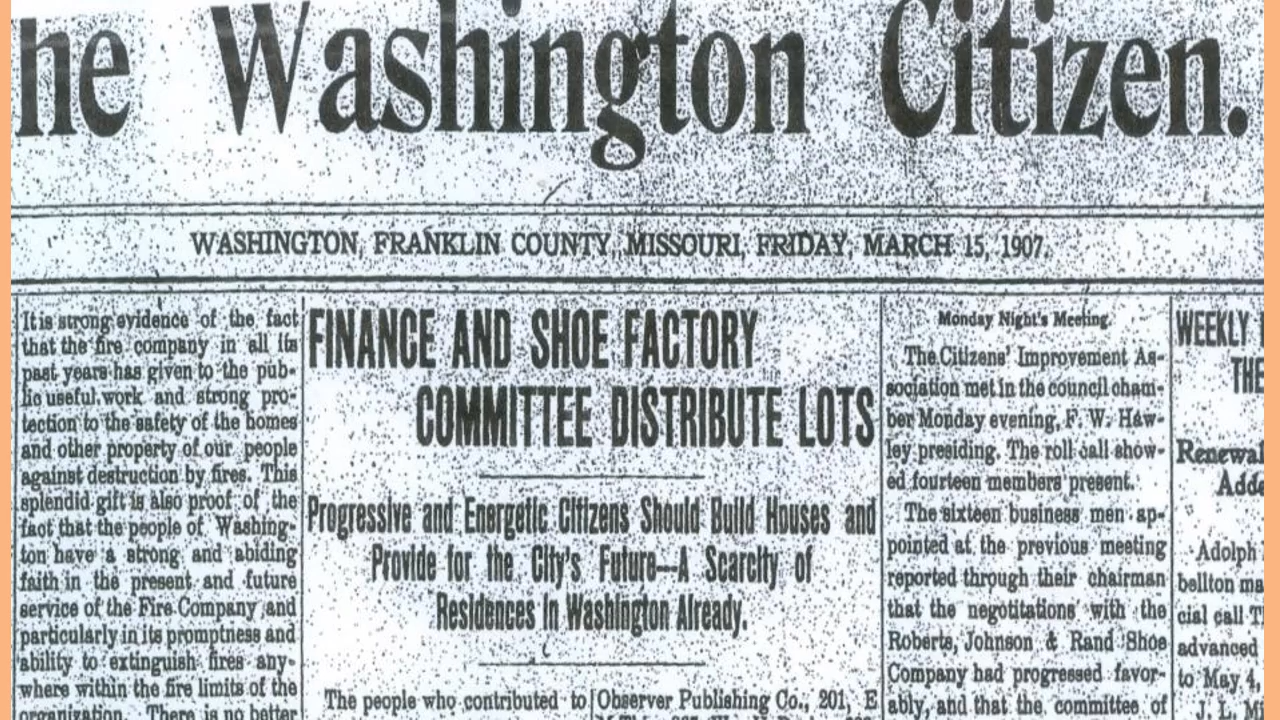 he Washington Citizen.
WASHINGTON, FRANKLIN COUNTY, MISSOURI, FRIDAY, MARCH 15, 1907.
It is strong evidence of the fact
that the fire company in all its
past years has given to the pub-
lic useful work and strong pro-
tection to the safety of the homes
and other property of our people
against destruction by fires. This
splendid gift is also proof of the
fact that the people of Washing-
ton have a strong and abiding
faith in the present and future
service of the Fire Company and
particularly in its promptness and
ability to extinguish fires any-
where within the fire limits of the
organization. There is no better
FINANCE AND SHOE FACTORY
COMMITTEE DISTRIBUTE LOTS
Progressive and Energetic Citizens Should Build Houses and
Provide for the City's Future—A Scarcity of
Residences in Washington Already.
The people who contributed to
Observer Publishing Co., 201, E
Monday Night's Meeting.
The Citizens' Improvement As-
sociation met in the council cham-
ber Monday evening, F. W. Haw-
ley presiding. The roll call show-
ed fourteen members present.
The sixteen business men ap-
pointed at the previous meeting
reported through their chairman
that the negotitations with the
Roberts, Johnson & Rand Shoe
Company had progressed favor-
ably, and that the committee of
WEEKLY
THE
Renewal
Adde
Adolph
bellton ma
cial call T
advanced
to May 4,
J. L. Mi